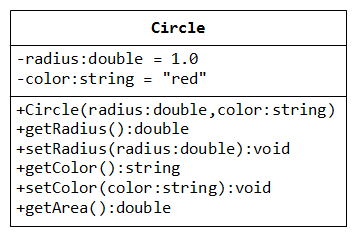 Circle
-radius:double = 1.0
-color:string = "red"
+Circle(radius:double,color:string)
+getRadius():double
+setRadius(radius:double):void
+getColor():string
+setColor(color:string):void
+getArea():double